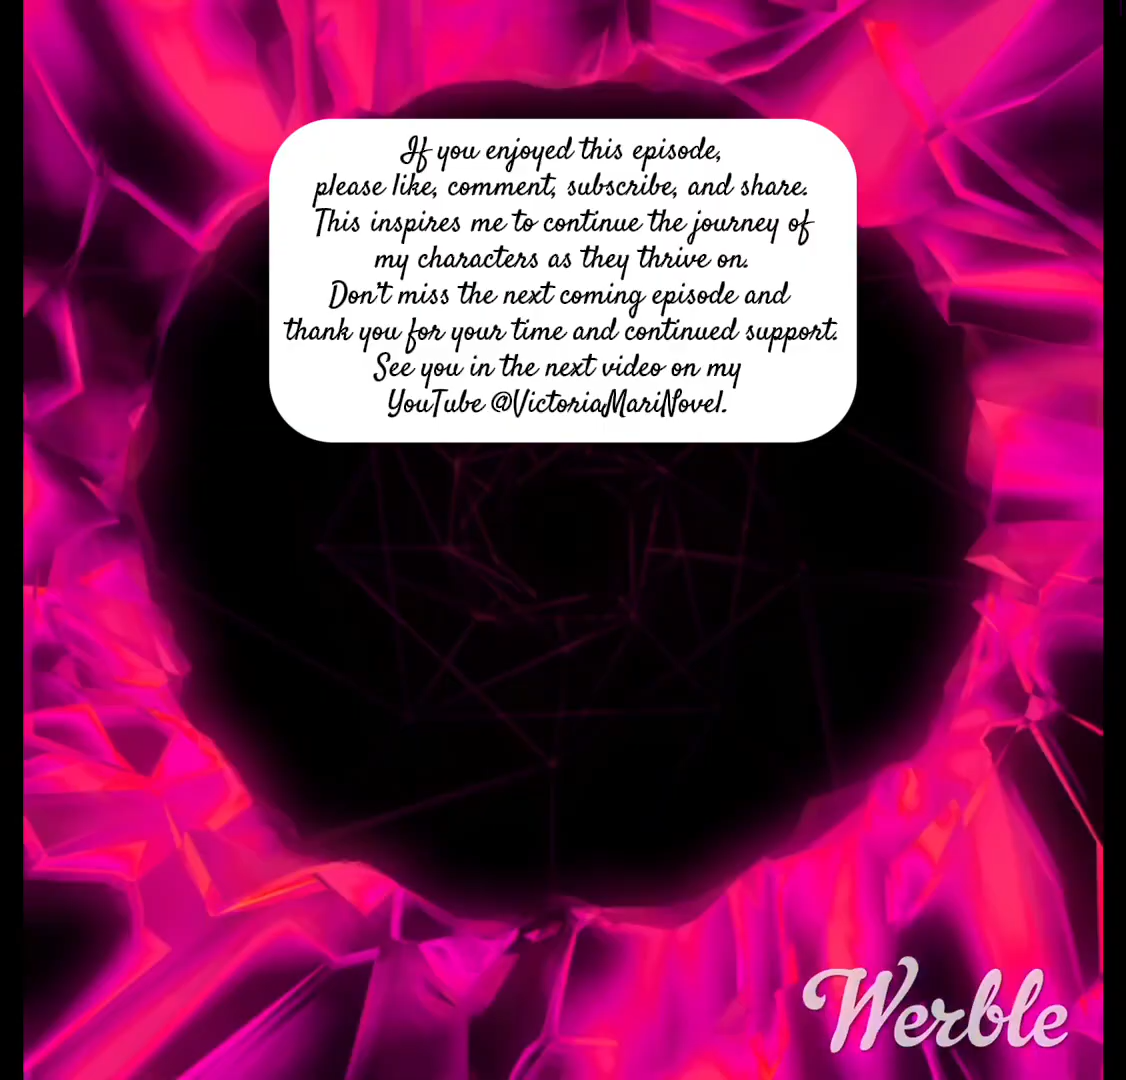 If you enjoyed this episode,
please like, comment, subscribe, and share.
This inspires me to continue the journey of
my characters as they thrive on.
Don't miss the next coming episode and
thank you for your time and continued support.
See you in the next video on my
YouTube @VictoriaMariNovel.
Werble